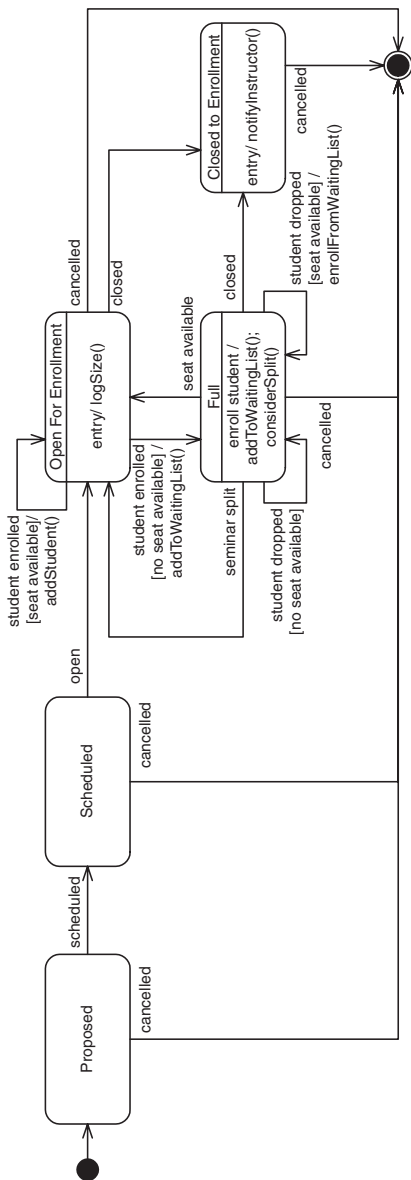 Proposed
scheduled
cancelled
Scheduled
open
cancelled
student enrolled
[seat available]/
addStudent()
Open For Enrollment
entry/ logSize()
cancelled
closed
student enrolled
[no seat available] /
addToWaitingList()
seat available
seminar split
Full
enroll student /
addToWaitingList();
considerSplit()
closed
student dropped
[no seat available]
cancelled
student dropped
[seat available] /
enrollFromWaitingList()
Closed to Enrollment
entry/ notifyInstructor()
cancelled